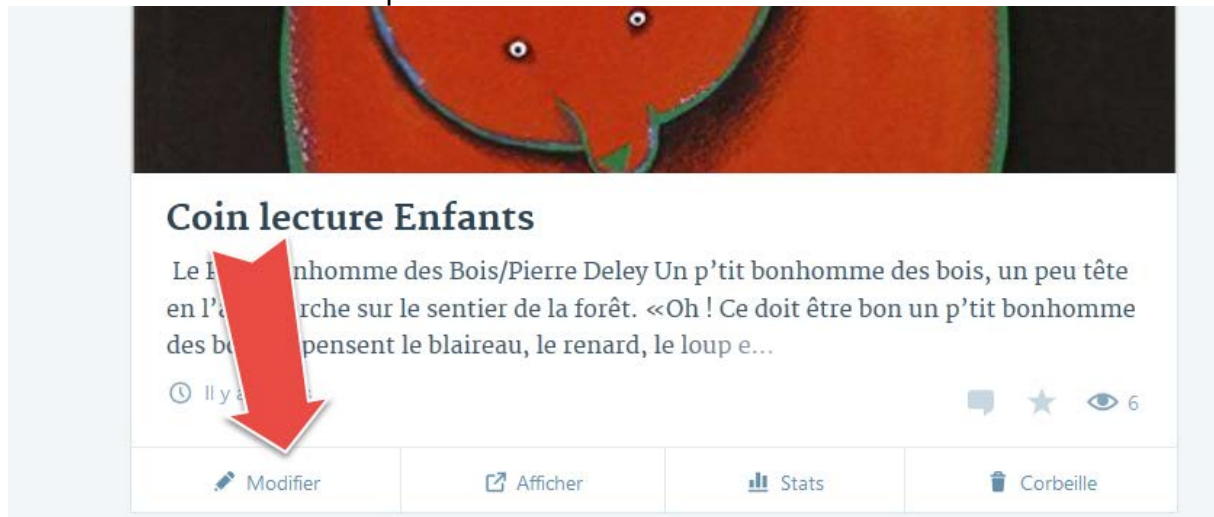 Coin lecture Enfants
Le nhomme des Bois/Pierre Deley Un p’tit bonhomme des bois, un peu tête
en l’ rche sur le sentier de la forêt. «Oh ! Ce doit être bon un p’tit bonhomme
des pensent le blaireau, le renard, le loup e...
Il y
6
Modifier
Afficher
Stats
Corbeille